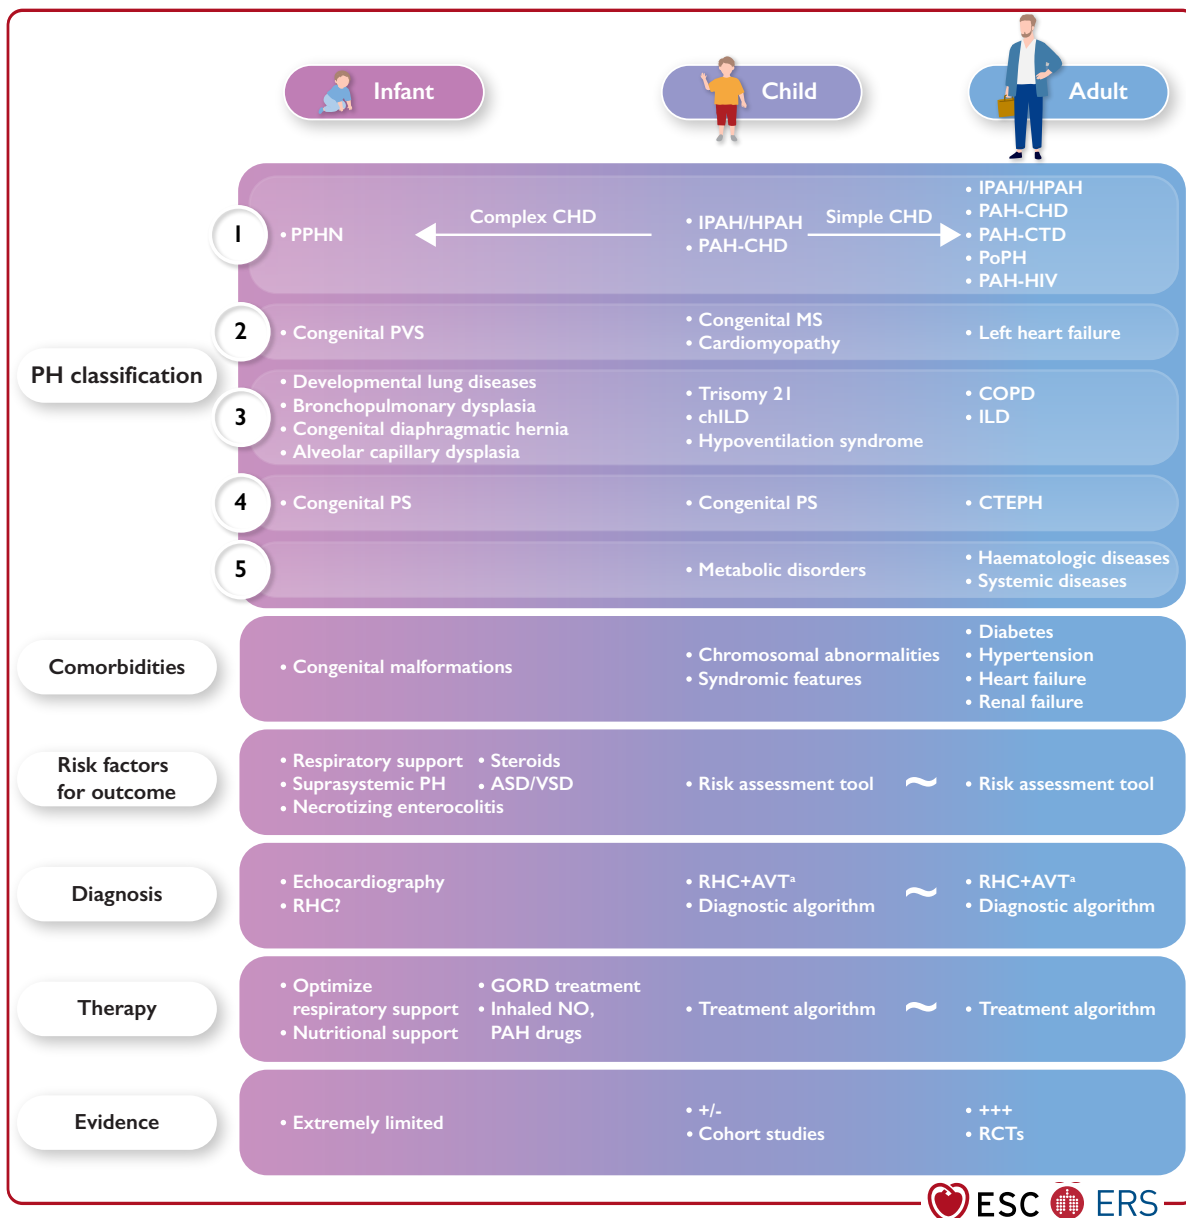 Infant
Child
Adult
PH classification
1
• PPHN
Complex CHD
• IPAH/HPAH
• PAH-CHD
Simple CHD
• IPAH/HPAH
• PAH-CHD
• PAH-CTD
• PoPH
• PAH-HIV
2
• Congenital PVS
• Congenital MS
• Cardiomyopathy
• Left heart failure
3
• Developmental lung diseases
• Bronchopulmonary dysplasia
• Congenital diaphragmatic hernia
• Alveolar capillary dysplasia
• Trisomy 21
• chILD
• Hypoventilation syndrome
• COPD
• ILD
4
• Congenital PS
• Congenital PS
• CTEPH
5
• Metabolic disorders
• Haematologic diseases
• Systemic diseases
Comorbidities
• Congenital malformations
• Chromosomal abnormalities
• Syndromic features
• Diabetes
• Hypertension
• Heart failure
• Renal failure
Risk factors
for outcome
• Respiratory support
• Suprasystemic PH
• Necrotizing enterocolitis
• Steroids
• ASD/VSD
• Risk assessment tool
~
• Risk assessment tool
Diagnosis
• Echocardiography
• RHC?
• RHC+AVTᵃ
• Diagnostic algorithm
~
• RHC+AVTᵃ
• Diagnostic algorithm
Therapy
• Optimize
respiratory support
• Nutritional support
• GORD treatment
• Inhaled NO,
PAH drugs
• Treatment algorithm
~
• Treatment algorithm
Evidence
• Extremely limited
• +/-
• Cohort studies
• +++
• RCTs
ESC ERS